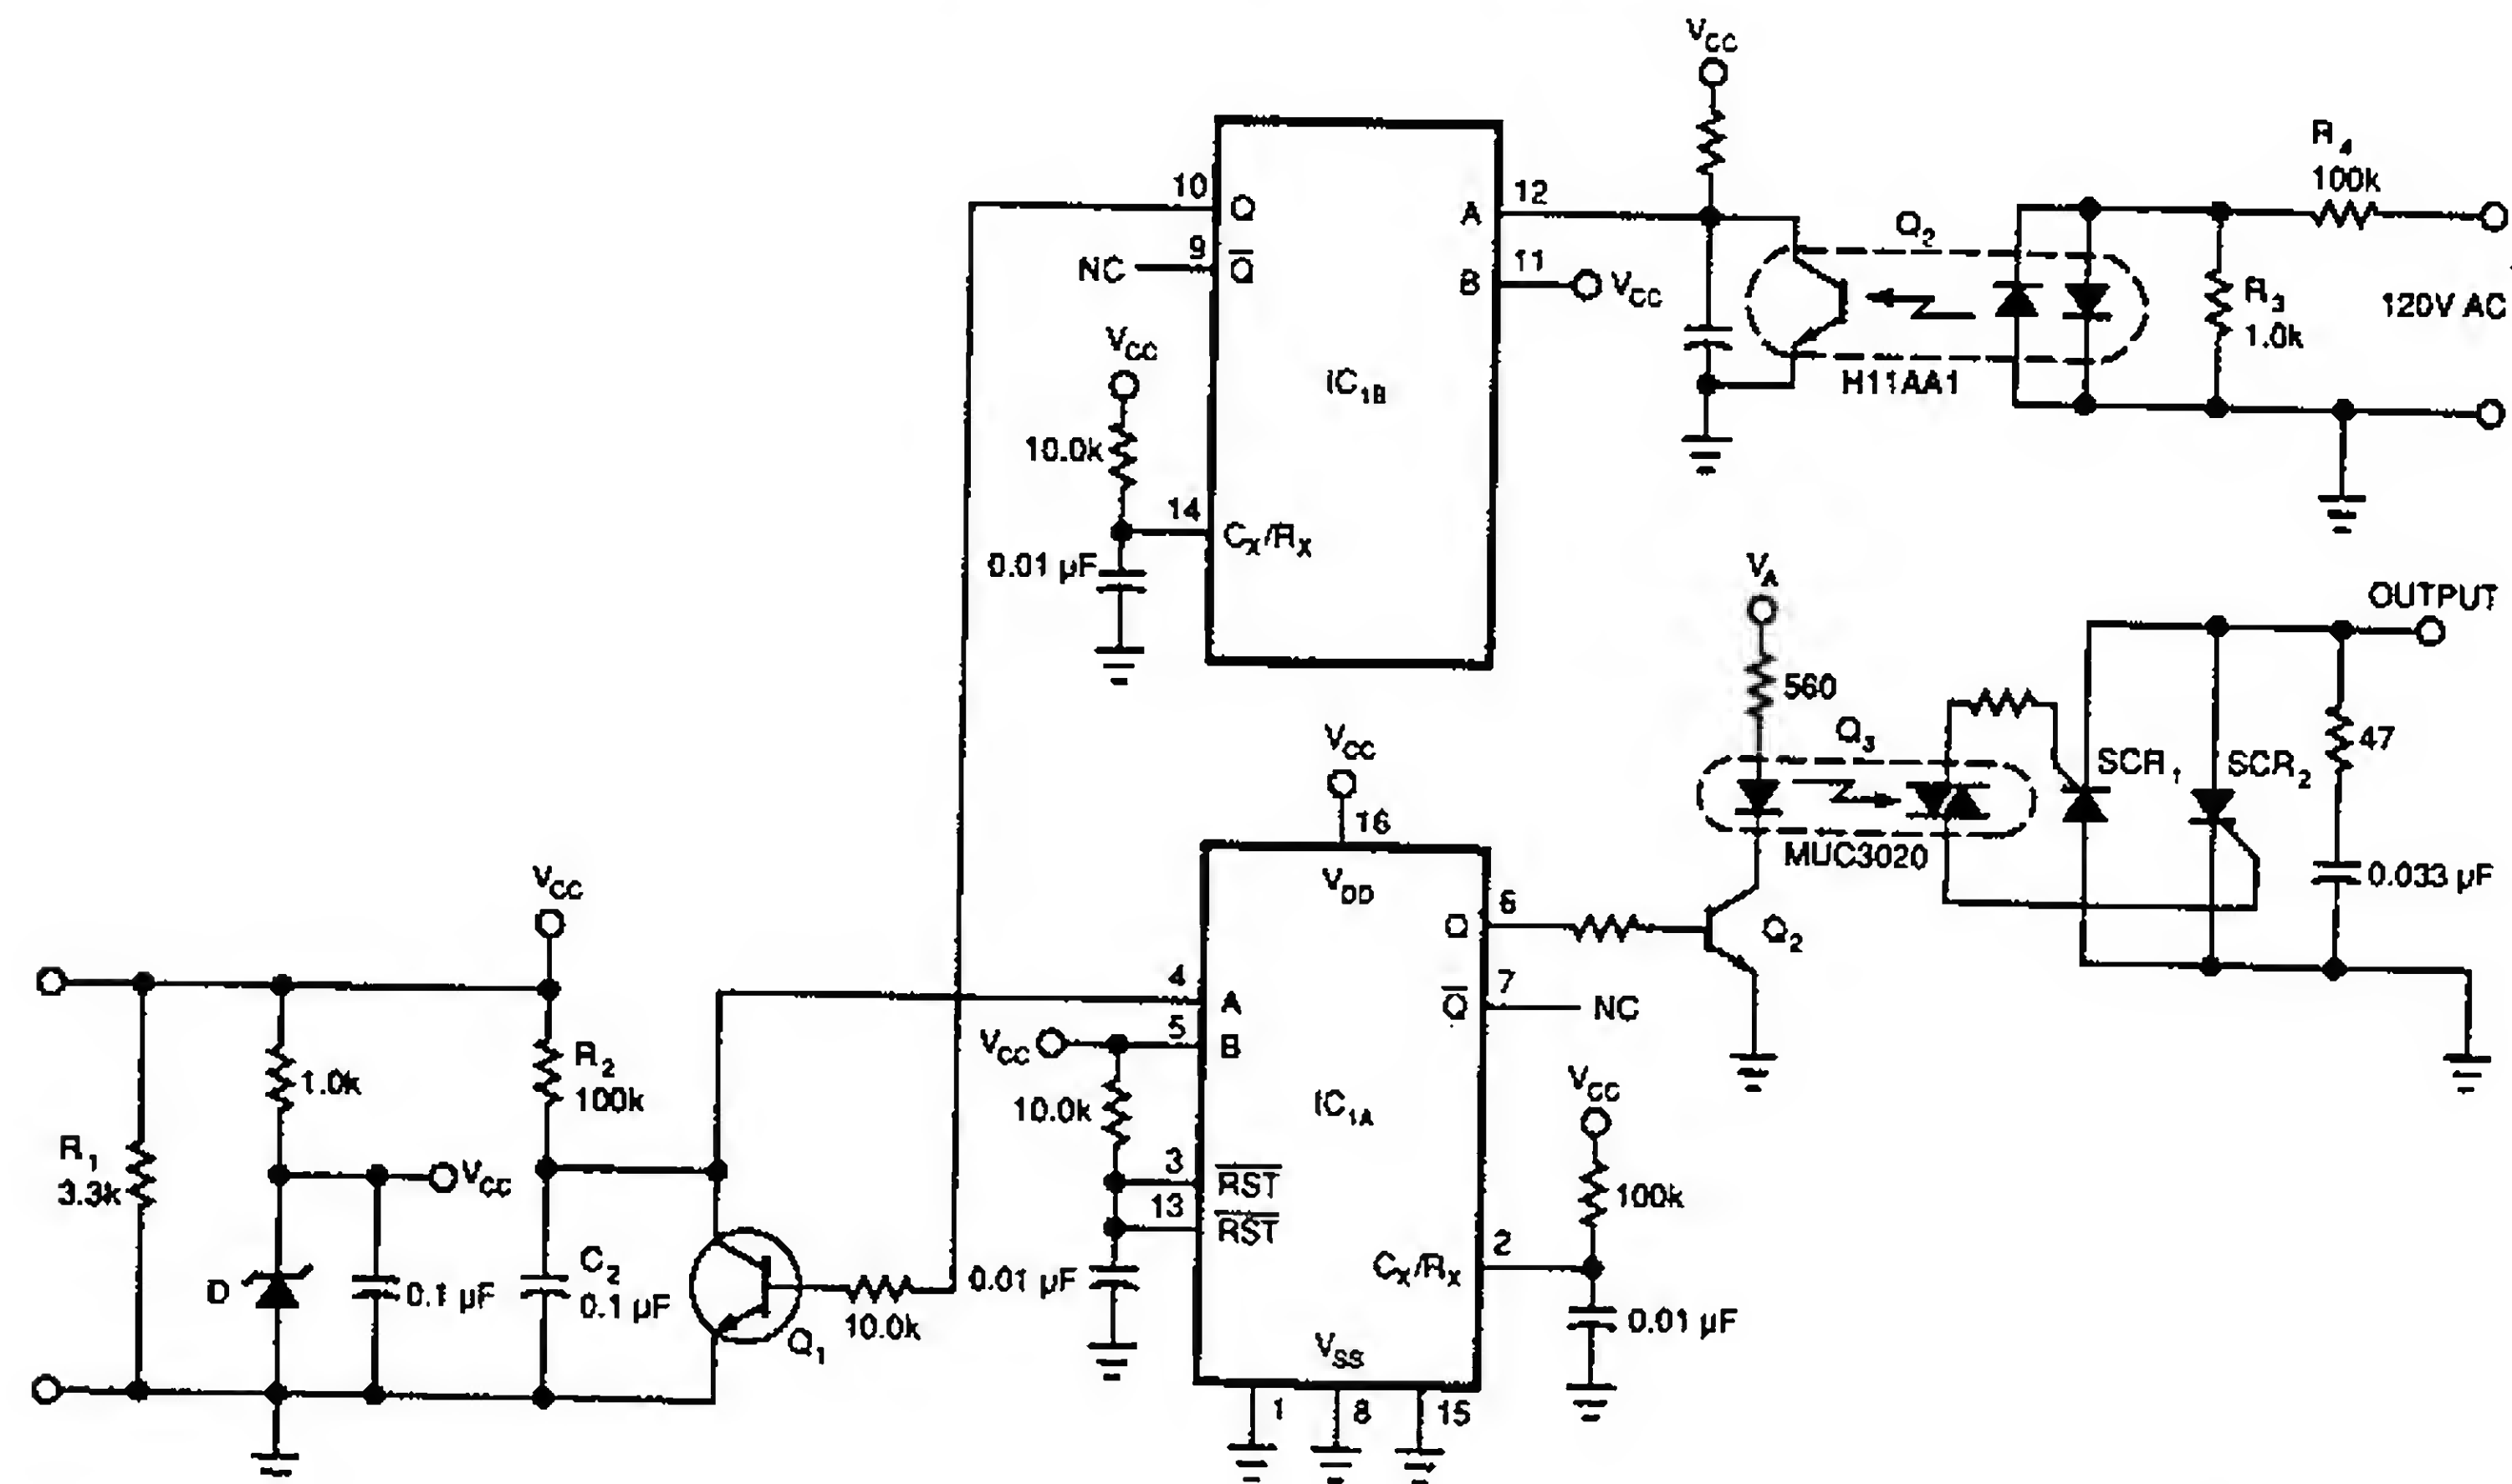 VCC
R4
100k
10
Q
A
12
Q2
9
NC
Q̅
B
11
VCC
R3
1.0k
120V AC
VCC
H11AA1
IC1B
10.0k
14
CX/RX
0.01 µF
VA
OUTPUT
560
Q3
VCC
47
SCR1
SCR2
16
MUC3020
VCC
VDD
0.033 µF
6
Q
Q2
4
A
7
Q̅
NC
5
VCC
B
R2
100k
1.0k
VCC
10.0k
IC1A
R1
3.3k
3
RST̅
VCC
13
RST̅
100k
2
CX/RX
D
0.1 µF
C2
0.1 µF
0.01 µF
10.0k
Q1
0.01 µF
VSS
1
8
15